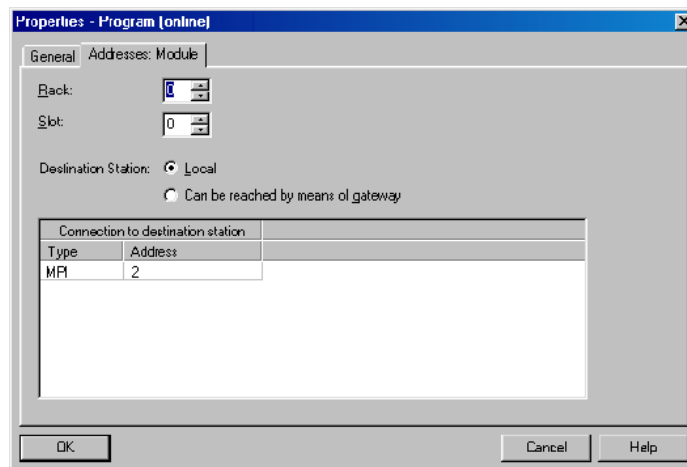 Properties - Program (online)
General Addresses: Module
Rack: 0
Slot: 0
Destination Station: Local
Can be reached by means of gateway
Connection to destination station
Type Address
MPI 2
OK Cancel Help